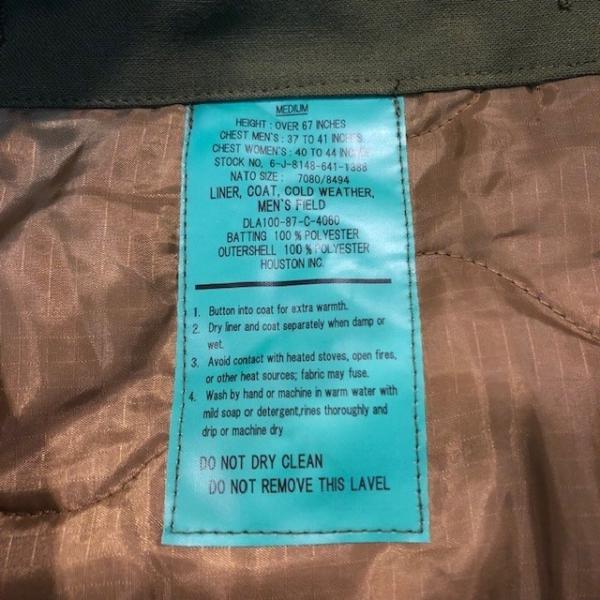 MEDIUM
HEIGHT : OVER 67 INCHES
CHEST MEN'S : 37 TO 41 INCHES
CHEST WOMEN'S : 40 TO 44 INCHES
STOCK NO. 6-J-8148-641-1388
NATO SIZE: 7080/8494
LINER, COAT, COLD WEATHER,
MEN'S FIELD
DLA100-87-C-4060
BATTING 100 % POLYESTER
OUTERSHELL 100 % POLYESTER
HOUSTON INC.
1. Button into coat for extra warmth.
2. Dry liner and coat separately when damp or
wet.
3. Avoid contact with heated stoves, open fires,
or other heat sources; fabric may fuse.
4. Wash by hand or machine in warm water with
mild soap or detergent,rines thoroughly and
drip or machine dry
DO NOT DRY CLEAN
DO NOT REMOVE THIS LAVEL